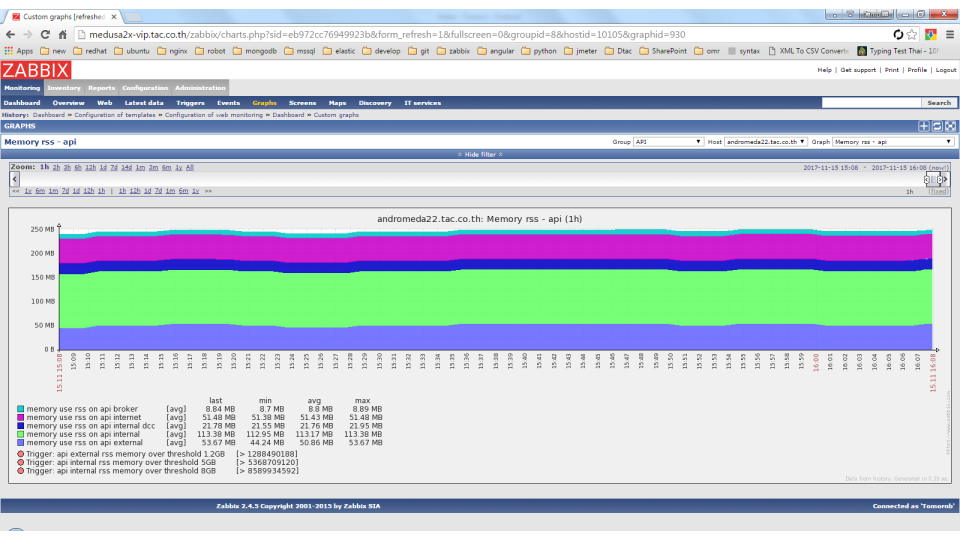 Custom graphs [refreshed
medusa2x-vip.tac.co.th/zabbix/charts.php?sid=eb972cc76949923b&form_refresh=1&fullscreen=0&groupid=8&hostid=10105&graphid=930
Apps new redhat ubuntu nginx robot mongodb mssql elastic develop git zabbix angular python jmeter Dtac SharePoint omr syntax XML To CSV Converte Typing Test Thai - 10
ZABBIX
Help | Get support | Print | Profile | Logout
Monitoring Inventory Reports Configuration Administration
Dashboard Overview Web Latest data Triggers Events Graphs Screens Maps Discovery IT services Search
History: Dashboard » Configuration of templates » Configuration of web monitoring » Dashboard » Custom graphs
GRAPHS
Memory rss - api Group API Host andromeda22.tac.co.th Graph Memory rss - api
Hide filter
Zoom: 1h 2h 3h 6h 12h 1d 7d 14d 1m 3m 6m 1y All 2017-11-15 15:08 - 2017-11-15 16:08 (now!)
<< 1y 6m 1m 7d 1d 12h 1h | 1h 12h 1d 7d 1m 6m 1y >> 1h (fixed)
andromeda22.tac.co.th: Memory rss - api (1h)
250 MB
200 MB
150 MB
100 MB
50 MB
0 B
15.11 15:08 15:09 15:10 15:11 15:12 15:13 15:14 15:15 15:16 15:17 15:18 15:19 15:20 15:21 15:22 15:23 15:24 15:25 15:26 15:27 15:28 15:29 15:30 15:31 15:32 15:33 15:34 15:35 15:36 15:37 15:38 15:39 15:40 15:41 15:42 15:43 15:44 15:45 15:46 15:47 15:48 15:49 15:50 15:51 15:52 15:53 15:54 15:55 15:56 15:57 15:58 15:59 16:00 16:01 16:02 16:03 16:04 16:05 16:06 16:07 15.11 16:08
last min avg max
memory use rss on api broker [avg] 8.84 MB 8.7 MB 8.8 MB 8.89 MB
memory use rss on api internet [avg] 51.48 MB 51.38 MB 51.43 MB 51.48 MB
memory use rss on api internal dcc [avg] 21.78 MB 21.55 MB 21.76 MB 21.95 MB
memory use rss on api internal [avg] 113.38 MB 112.95 MB 113.17 MB 113.38 MB
memory use rss on api external [avg] 53.67 MB 44.24 MB 50.86 MB 53.67 MB
Trigger: api external rss memory over threshold 1.2GB [> 1288490188]
Trigger: api internal rss memory over threshold 5GB [> 5368709120]
Trigger: api internal rss memory over threshold 8GB [> 8589934592]
http://www.zabbix.com
Data from history. Generated in 0.20 sec.
Zabbix 2.4.5 Copyright 2001-2015 by Zabbix SIA Connected as 'Tomornb'